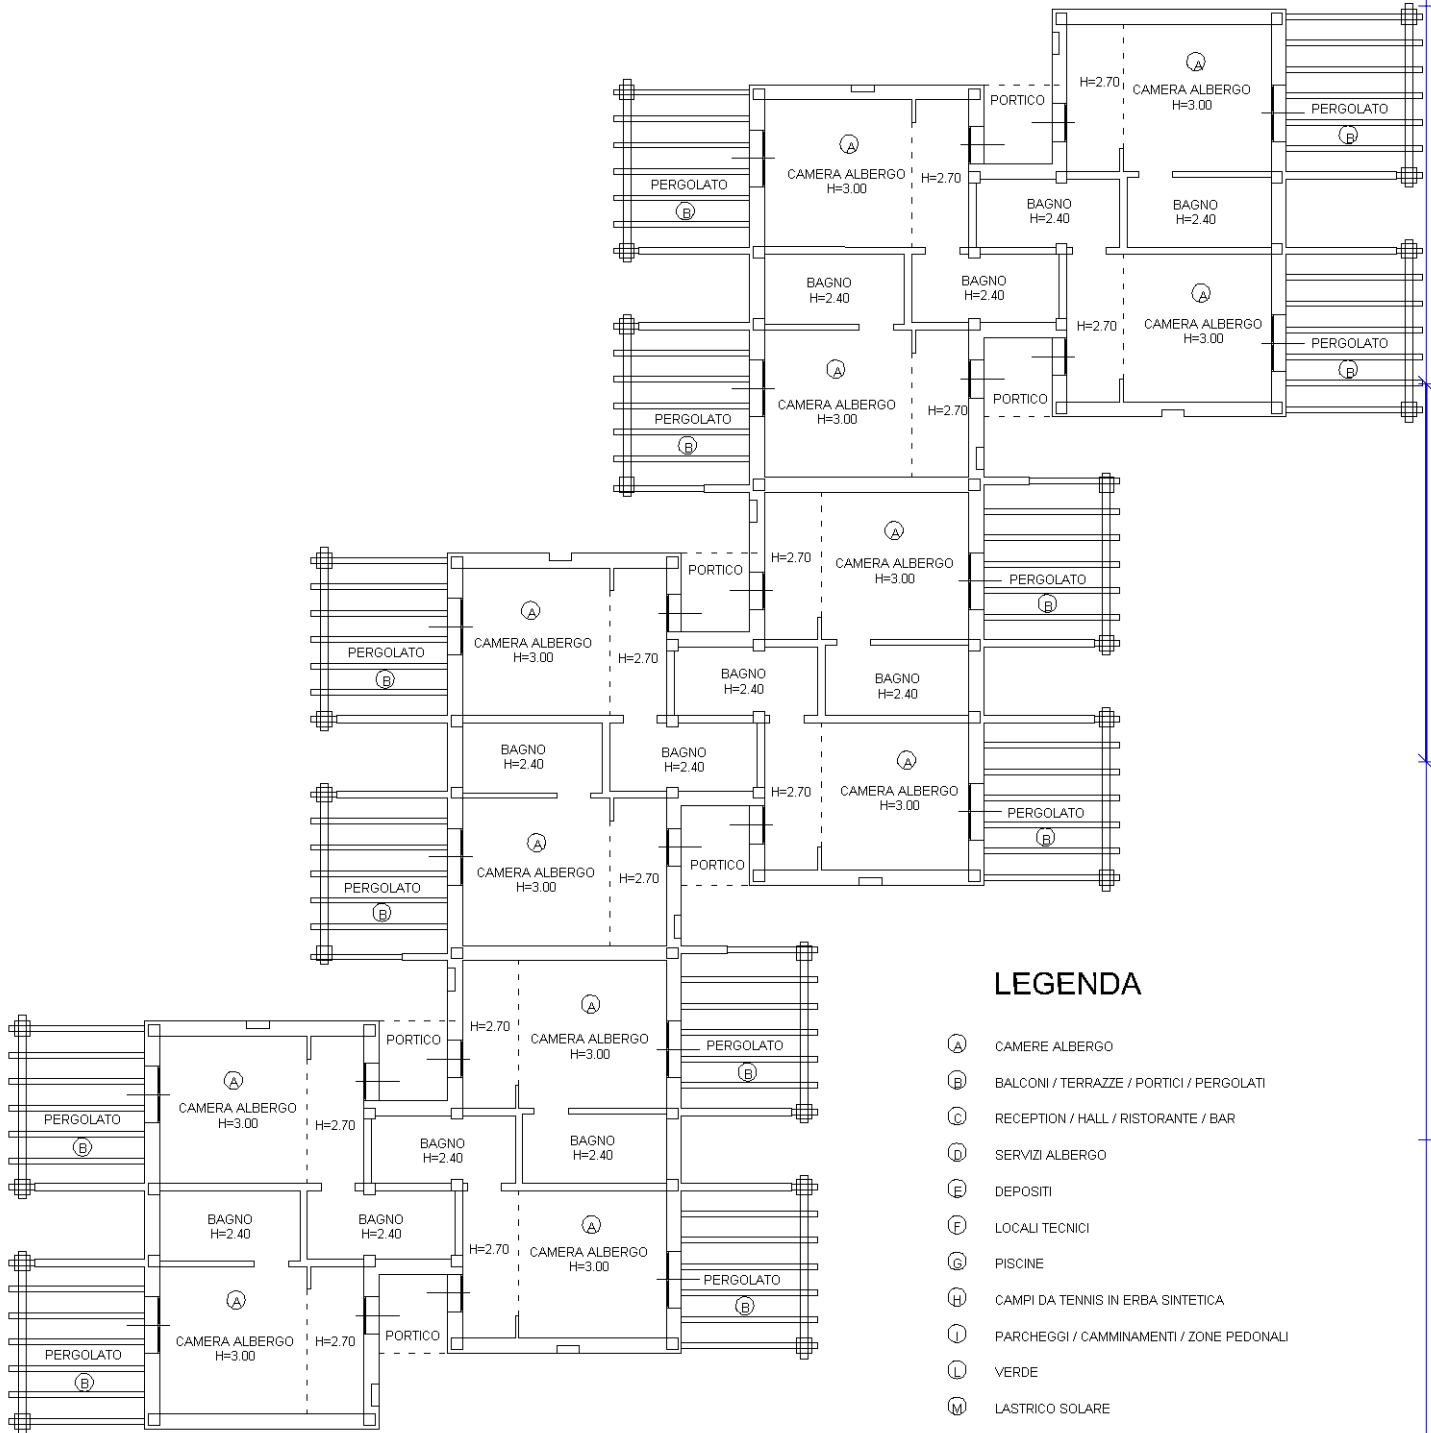 A
CAMERA ALBERGO
H=3.00
H=2.70
PERGOLATO
B
PORTICO
A
CAMERA ALBERGO
H=3.00
H=2.70
PERGOLATO
B
BAGNO
H=2.40
BAGNO
H=2.40
BAGNO
H=2.40
BAGNO
H=2.40
A
CAMERA ALBERGO
H=3.00
H=2.70
PERGOLATO
B
A
CAMERA ALBERGO
H=3.00
H=2.70
PORTICO
PERGOLATO
B
A
CAMERA ALBERGO
H=3.00
H=2.70
PERGOLATO
B
PORTICO
A
CAMERA ALBERGO
H=3.00
H=2.70
PERGOLATO
B
BAGNO
H=2.40
BAGNO
H=2.40
BAGNO
H=2.40
BAGNO
H=2.40
A
CAMERA ALBERGO
H=3.00
H=2.70
PERGOLATO
B
A
CAMERA ALBERGO
H=3.00
H=2.70
PORTICO
PERGOLATO
B
A
CAMERA ALBERGO
H=3.00
H=2.70
PERGOLATO
B
PORTICO
A
CAMERA ALBERGO
H=3.00
H=2.70
PERGOLATO
B
BAGNO
H=2.40
BAGNO
H=2.40
BAGNO
H=2.40
BAGNO
H=2.40
A
CAMERA ALBERGO
H=3.00
H=2.70
PERGOLATO
B
A
CAMERA ALBERGO
H=3.00
H=2.70
PORTICO
PERGOLATO
B
LEGENDA
A CAMERE ALBERGO
B BALCONI / TERRAZZE / PORTICI / PERGOLATI
C RECEPTION / HALL / RISTORANTE / BAR
D SERVIZI ALBERGO
E DEPOSITI
F LOCALI TECNICI
G PISCINE
H CAMPI DA TENNIS IN ERBA SINTETICA
I PARCHEGGI / CAMMINAMENTI / ZONE PEDONALI
L VERDE
M LASTRICO SOLARE